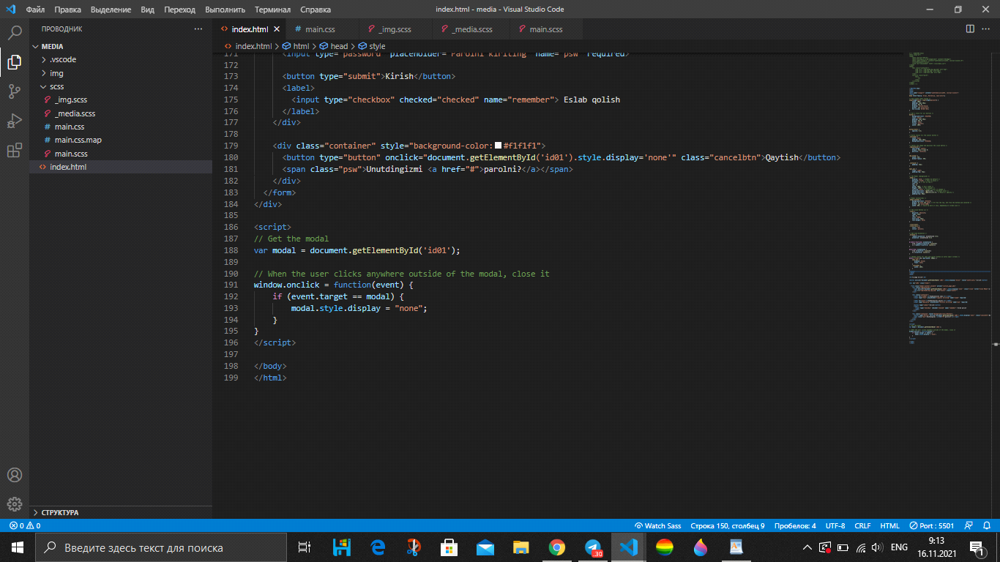 Файл Правка Выделение Вид Переход Выполнить Терминал Справка
index.html - media - Visual Studio Code
ПРОВОДНИК
MEDIA
.vscode
img
scss
_img.scss
_media.scss
main.css
main.css.map
main.scss
index.html
СТРУКТУРА
index.html main.css _img.scss _media.scss main.scss
index.html > html > head > style
171 <input type="password" placeholder="Parolni kiriting" name="psw" required>
172
173 <button type="submit">Kirish</button>
174 <label>
175 <input type="checkbox" checked="checked" name="remember"> Eslab qolish
176 </label>
177 </div>
178
179 <div class="container" style="background-color:#f1f1f1">
180 <button type="button" onclick="document.getElementById('id01').style.display='none'" class="cancelbtn">Qaytish</button>
181 <span class="psw">Unutdingizmi <a href="#">parolni?</a></span>
182 </div>
183 </form>
184 </div>
185
186 <script>
187 // Get the modal
188 var modal = document.getElementById('id01');
189
190 // When the user clicks anywhere outside of the modal, close it
191 window.onclick = function(event) {
192 if (event.target == modal) {
193 modal.style.display = "none";
194 }
195 }
196 </script>
197
198 </body>
199 </html>
0 0
Watch Sass Строка 150, столбец 9 Пробелов: 4 UTF-8 CRLF HTML Port : 5501
Введите здесь текст для поиска
.30
ENG
9:13
16.11.2021
1